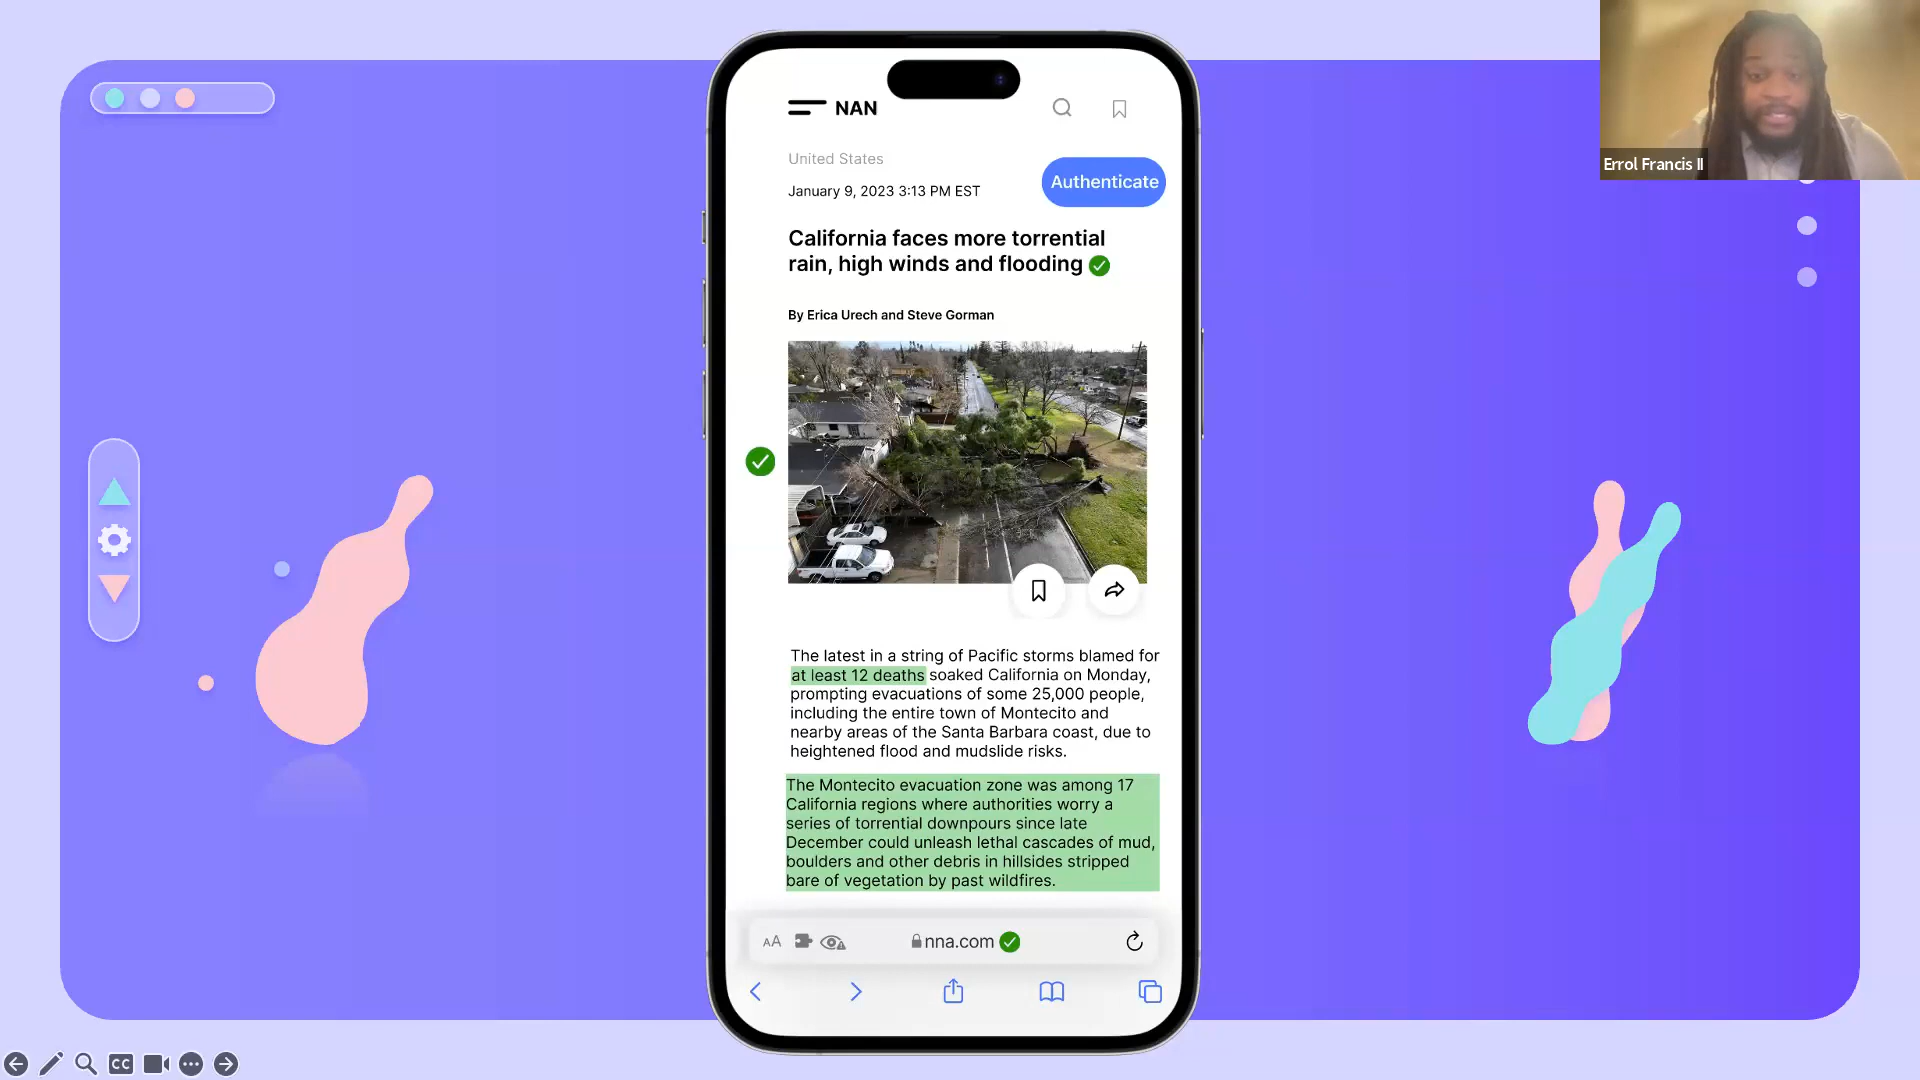 NAN
United States
January 9, 2023 3:13 PM EST
Authenticate
California faces more torrential
rain, high winds and flooding
By Erica Urech and Steve Gorman
The latest in a string of Pacific storms blamed for
at least 12 deaths soaked California on Monday,
prompting evacuations of some 25,000 people,
including the entire town of Montecito and
nearby areas of the Santa Barbara coast, due to
heightened flood and mudslide risks.
The Montecito evacuation zone was among 17
California regions where authorities worry a
series of torrential downpours since late
December could unleash lethal cascades of mud,
boulders and other debris in hillsides stripped
bare of vegetation by past wildfires.
AA
nna.com
Errol Francis II
CC